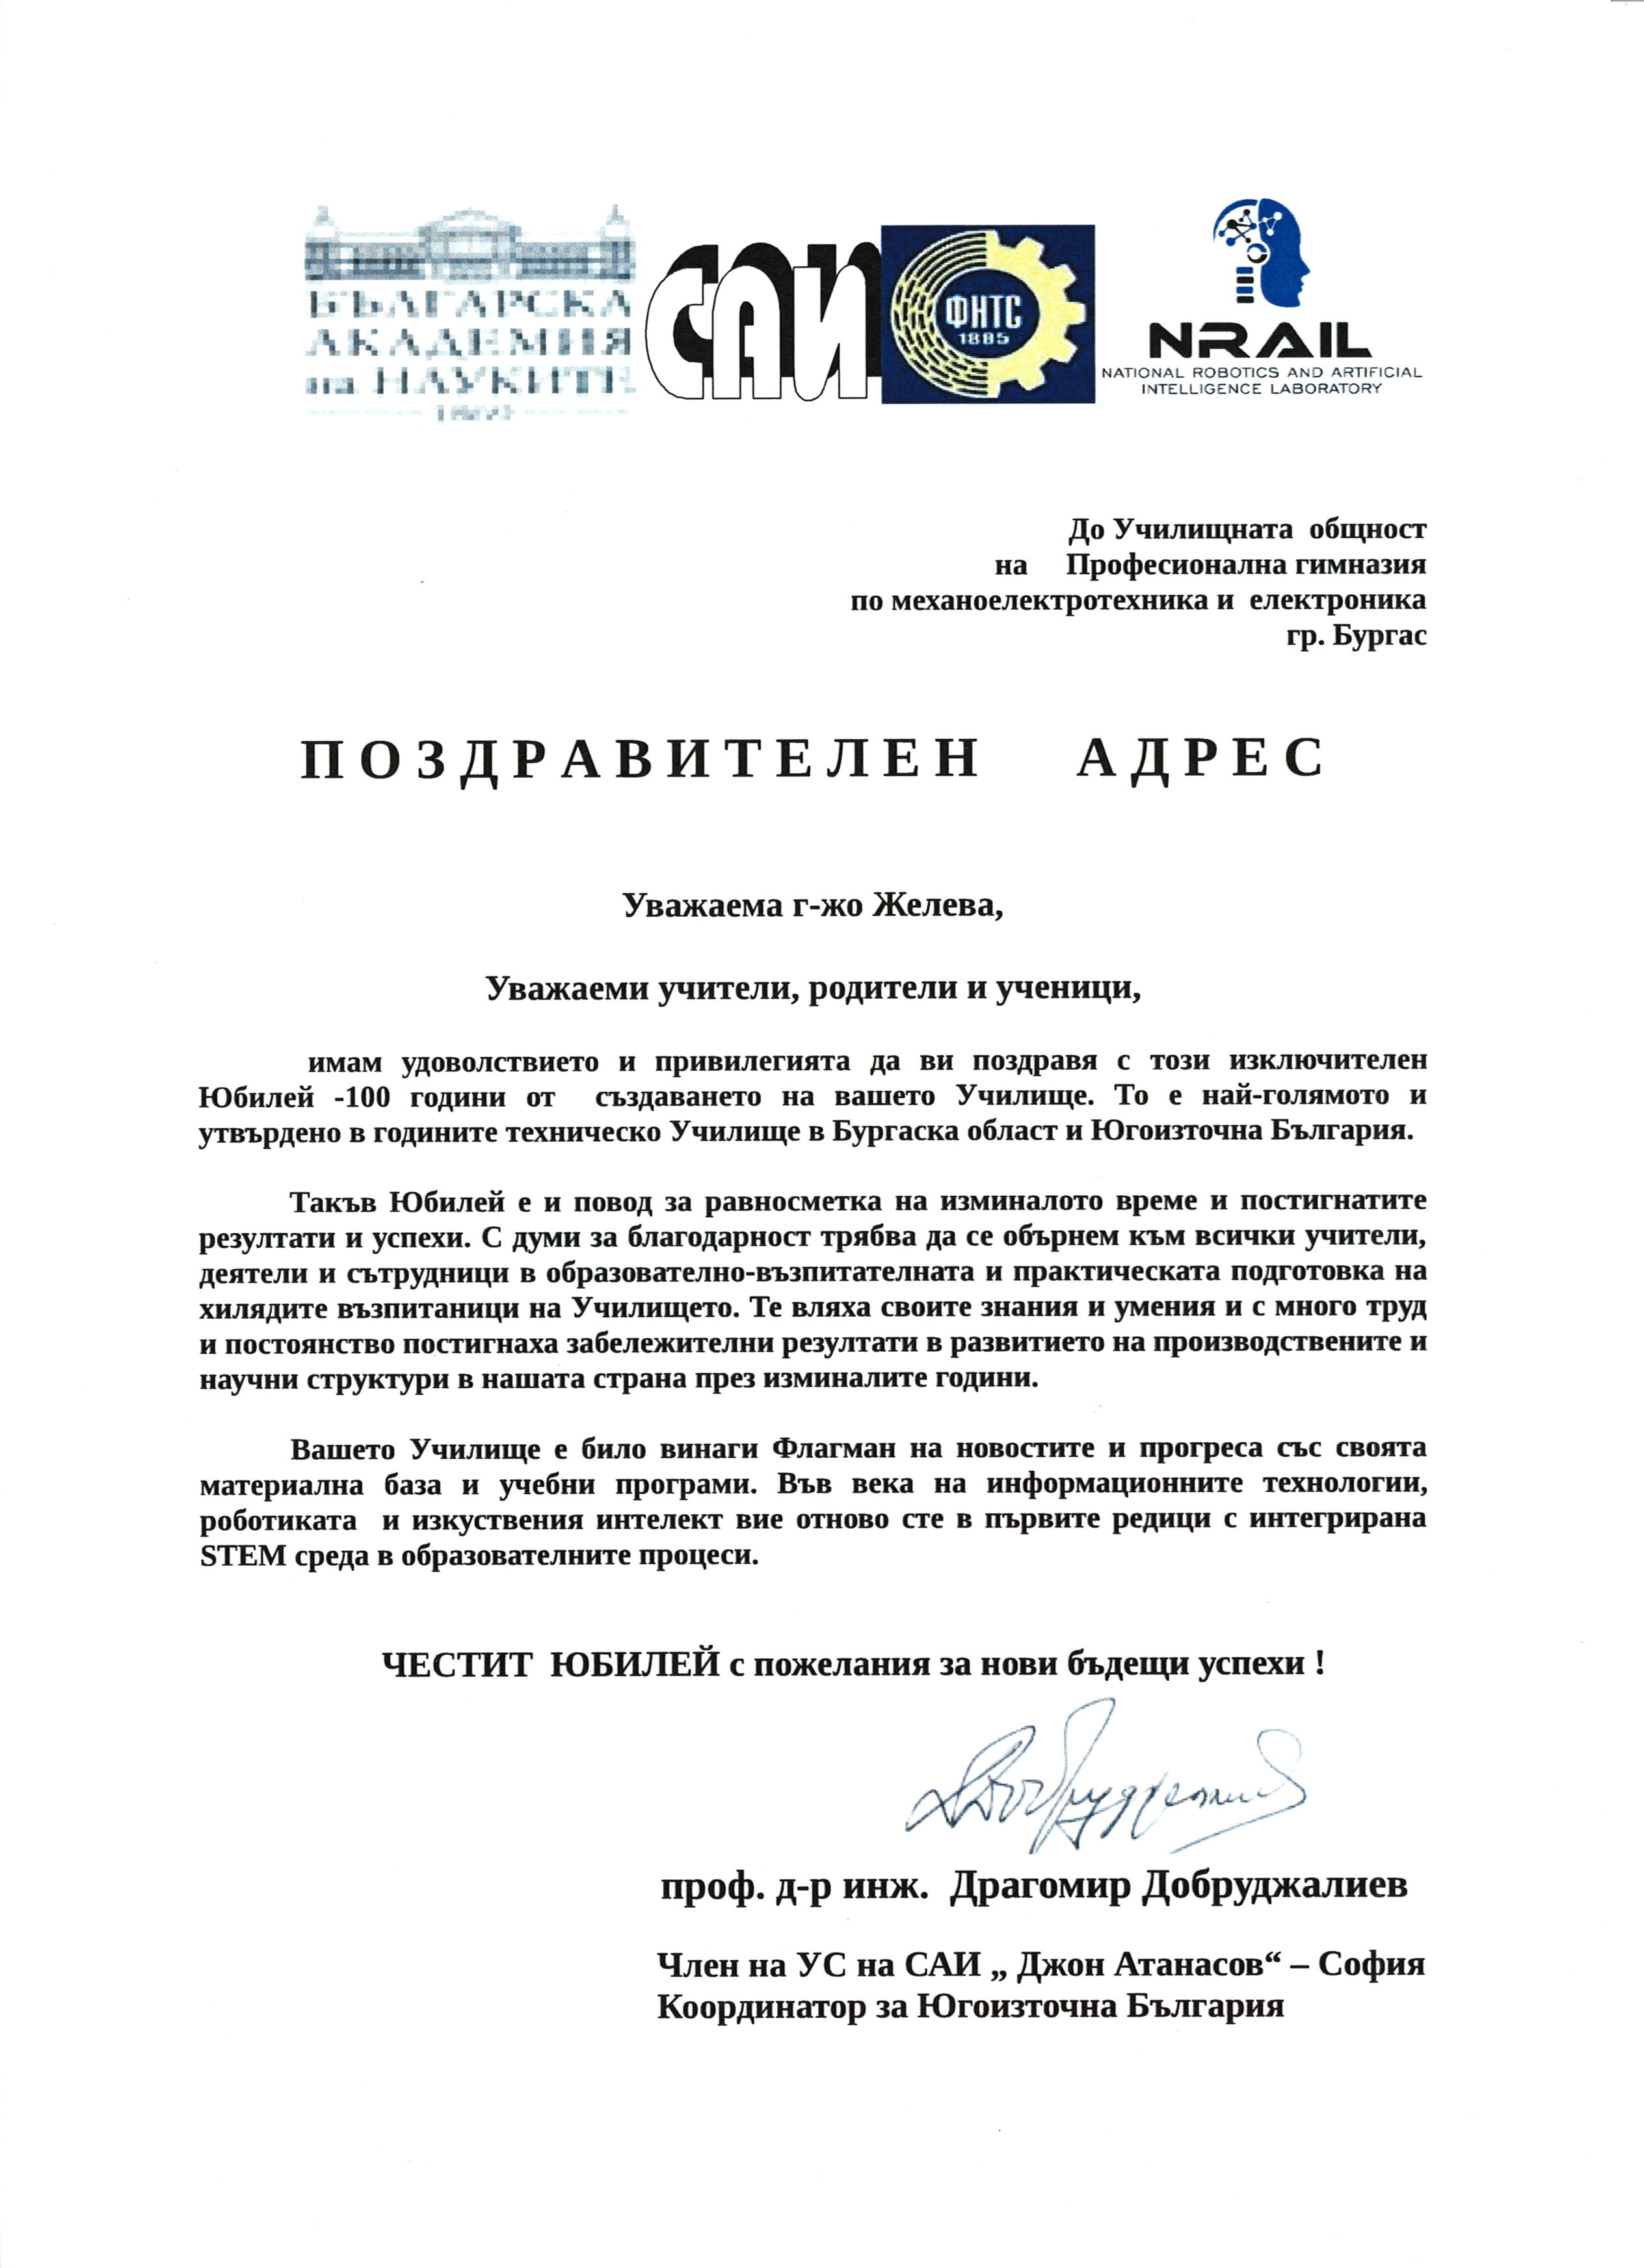 БЪЛГАРСКА
АКАДЕМИЯ
на НАУКИТЕ
САИ
ФНТС
1885
NRAIL
NATIONAL ROBOTICS AND ARTIFICIAL
INTELLIGENCE LABORATORY
До Училищната общност
на Професионална гимназия
по механоелектротехника и електроника
гр. Бургас
ПОЗДРАВИТЕЛЕН АДРЕС
Уважаема г-жо Желева,
Уважаеми учители, родители и ученици,
имам удоволствието и привилегията да ви поздравя с този изключителен
Юбилей -100 години от създаването на вашето Училище. То е най-голямото и
утвърдено в годините техническо Училище в Бургаска област и Югоизточна България.
Такъв Юбилей е и повод за равносметка на изминалото време и постигнатите
резултати и успехи. С думи за благодарност трябва да се обърнем към всички учители,
деятели и сътрудници в образователно-възпитателната и практическата подготовка на
хилядите възпитаници на Училището. Те вляха своите знания и умения и с много труд
и постоянство постигнаха забележителни резултати в развитието на производствените и
научни структури в нашата страна през изминалите години.
Вашето Училище е било винаги Флагман на новостите и прогреса със своята
материална база и учебни програми. Във века на информационните технологии,
роботиката и изкуствения интелект вие отново сте в първите редици с интегрирана
STEM среда в образователните процеси.
ЧЕСТИТ ЮБИЛЕЙ с пожелания за нови бъдещи успехи !
проф. д-р инж. Драгомир Добруджалиев
Член на УС на САИ „ Джон Атанасов“ – София
Координатор за Югоизточна България